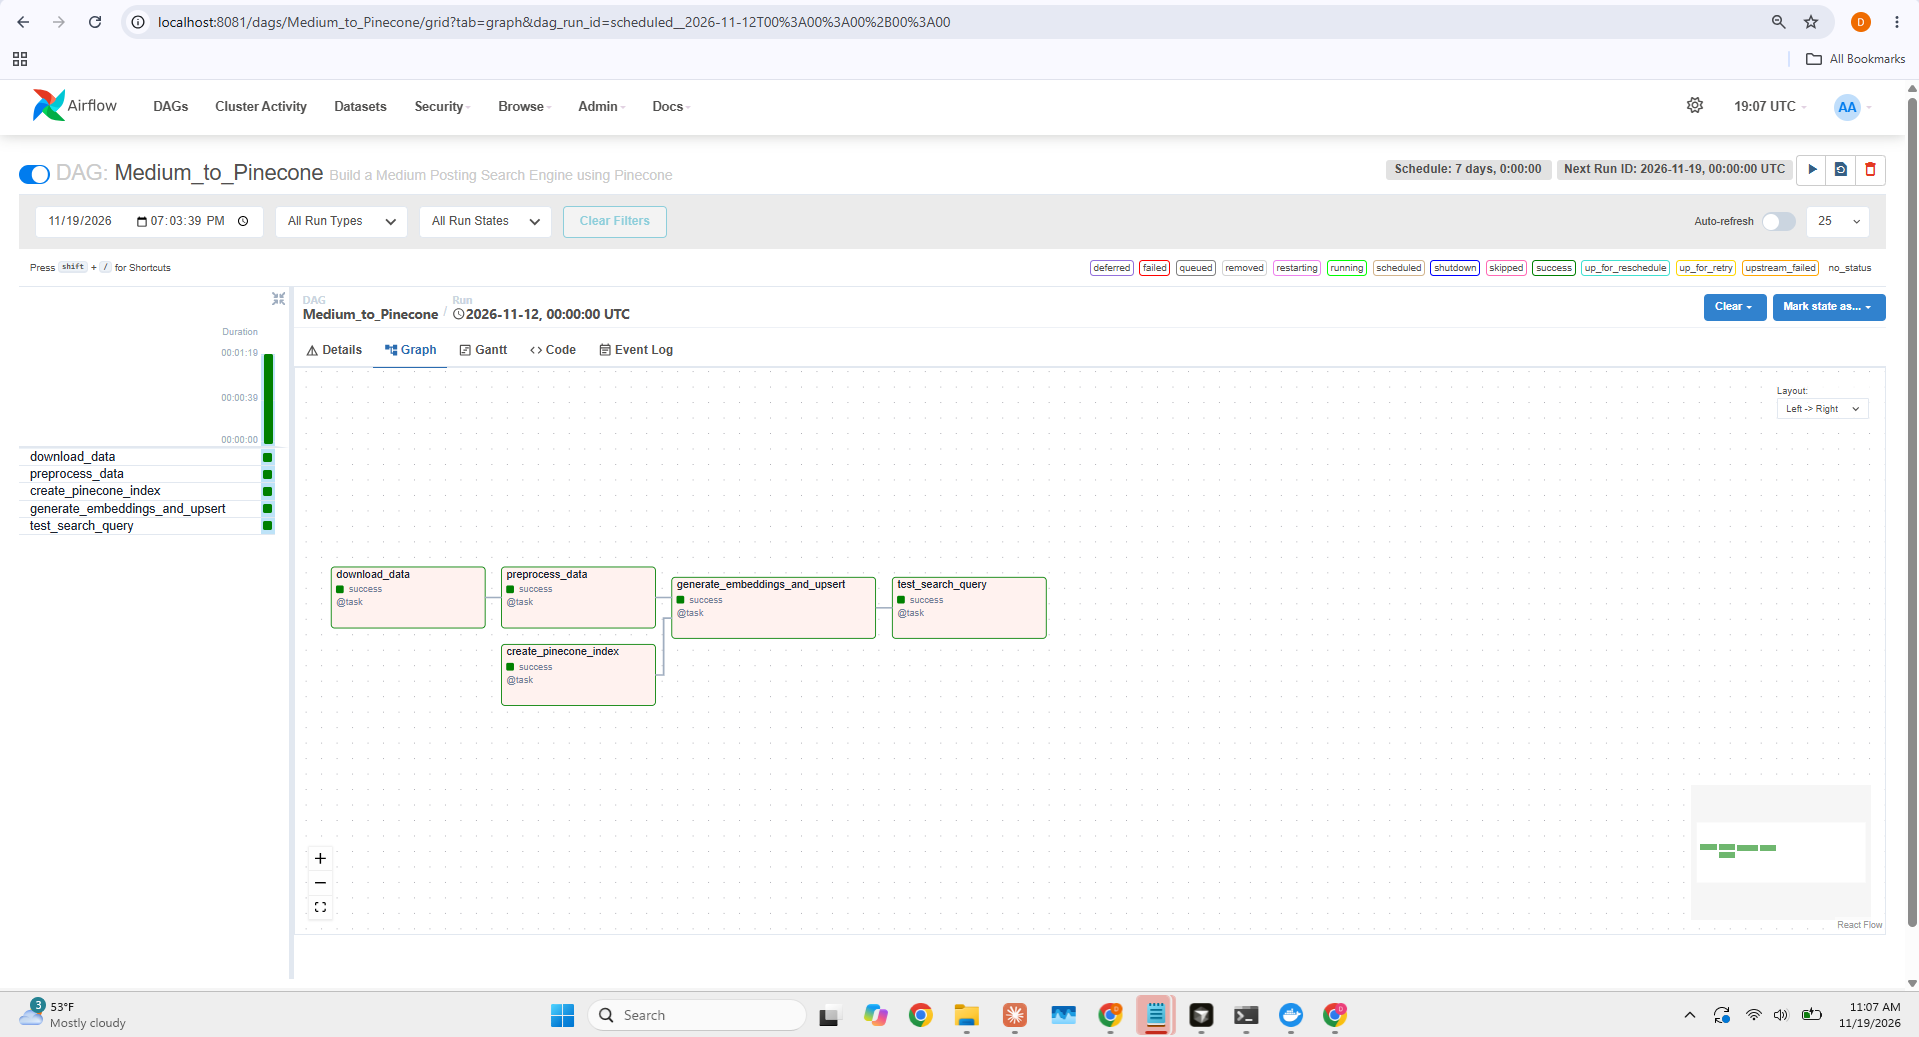 localhost:8081/dags/Medium_to_Pinecone/grid?tab=graph&dag_run_id=scheduled__2026-11-12T00%3A00%3A00%2B00%3A00
D
All Bookmarks
Airflow
DAGs
Cluster Activity
Datasets
Security
Browse
Admin
Docs
19:07 UTC
AA
DAG: Medium_to_Pinecone Build a Medium Posting Search Engine using Pinecone
Schedule: 7 days, 0:00:00
Next Run ID: 2026-11-19, 00:00:00 UTC
11/19/2026 07:03:39 PM
All Run Types
All Run States
Clear Filters
Auto-refresh
25
Press shift + / for Shortcuts
deferred
failed
queued
removed
restarting
running
scheduled
shutdown
skipped
success
up_for_reschedule
up_for_retry
upstream_failed
no_status
DAG
Medium_to_Pinecone
/
Run
2026-11-12, 00:00:00 UTC
Clear
Mark state as...
Duration
00:01:19
00:00:39
00:00:00
download_data
preprocess_data
create_pinecone_index
generate_embeddings_and_upsert
test_search_query
Details
Graph
Gantt
Code
Event Log
Layout:
Left -> Right
download_data
success
@task
preprocess_data
success
@task
create_pinecone_index
success
@task
generate_embeddings_and_upsert
success
@task
test_search_query
success
@task
React Flow
3
53°F
Mostly cloudy
Search
11:07 AM
11/19/2026